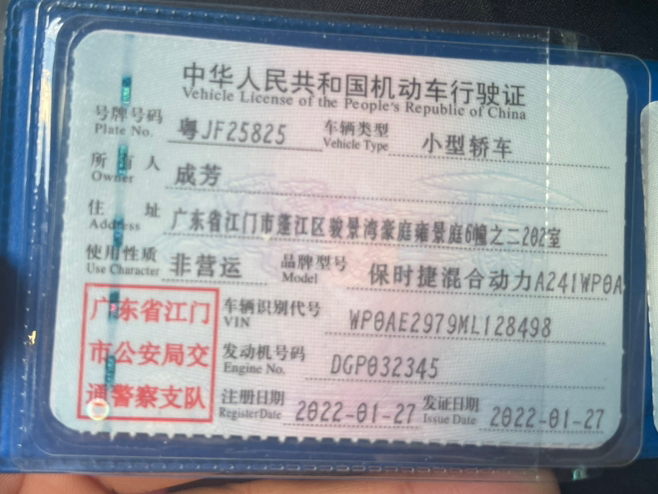 中华人民共和国机动车行驶证
Vehicle License of the People's Republic of China
号牌号码 粤JF25825 车辆类型 小型轿车
Plate No. Vehicle Type
所有人 成芳
Owner
住址 广东省江门市蓬江区骏景湾豪庭雍景庭6幢之二202室
Address
使用性质 非营运 品牌型号 保时捷混合动力A241WP0A
Use Character Model
车辆识别代号 WP0AE2979ML128498
VIN
发动机号码 DGP032345
Engine No.
注册日期 2022-01-27 发证日期 2022-01-27
Register Date Issue Date
广东省江门
市公安局交
通警察支队